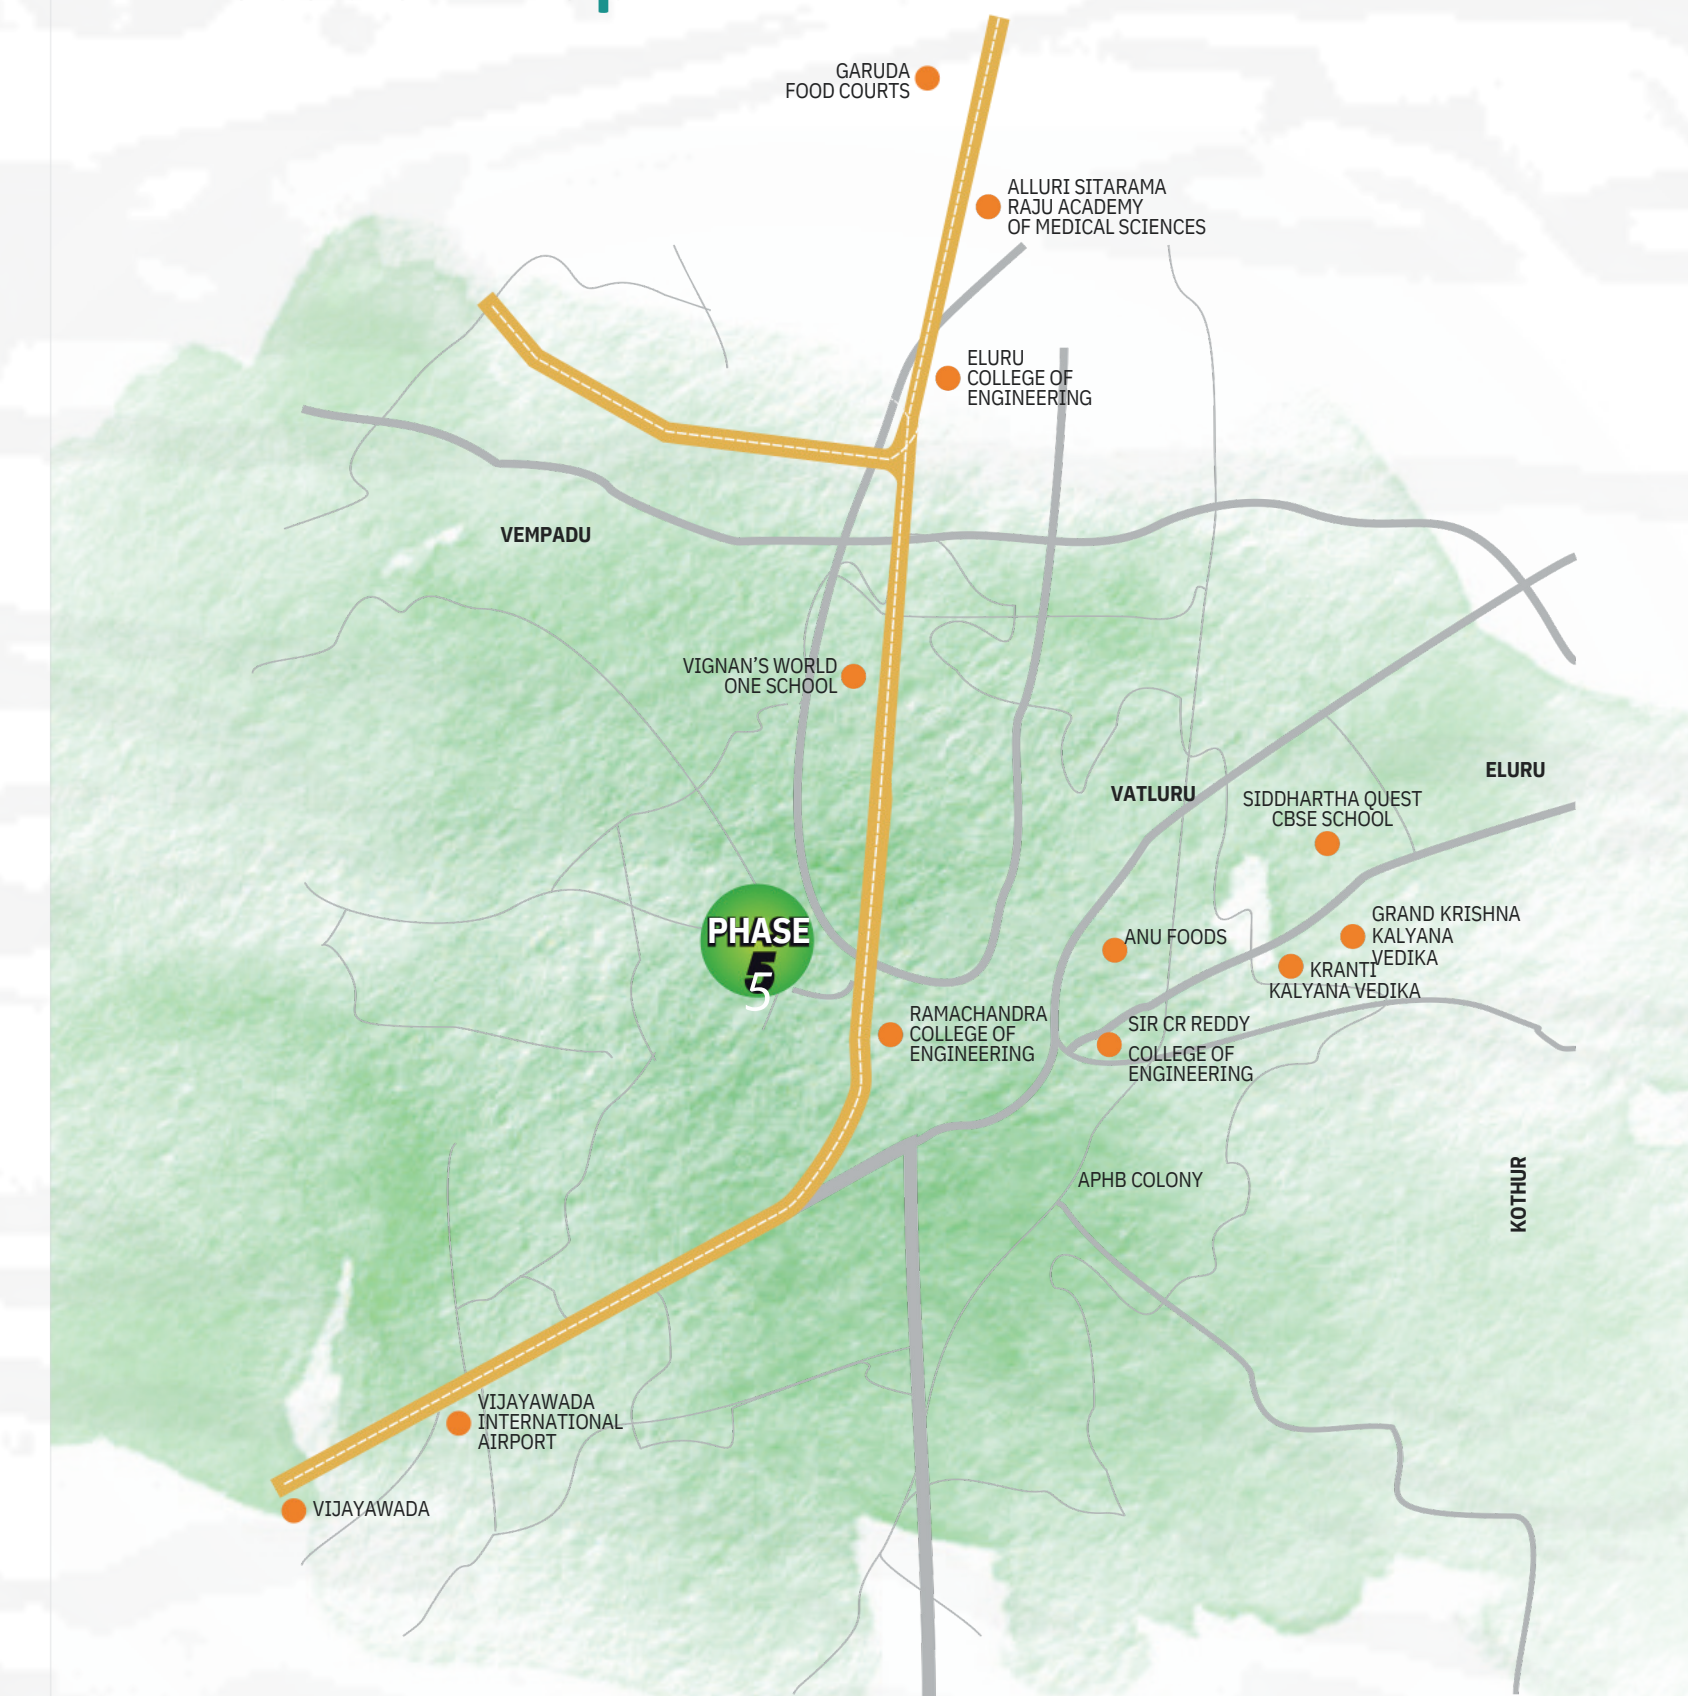 GARUDA
FOOD COURTS
ALLURI SITARAMA
RAJU ACADEMY
OF MEDICAL SCIENCES
ELURU
COLLEGE OF
ENGINEERING
VEMPADU
VIGNAN'S WORLD
ONE SCHOOL
ELURU
VATLURU
SIDDHARTHA QUEST
CBSE SCHOOL
PHASE
5
5
ANU FOODS
GRAND KRISHNA
KALYANA
VEDIKA
KRANTI
KALYANA VEDIKA
RAMACHANDRA
COLLEGE OF
ENGINEERING
SIR CR REDDY
COLLEGE OF
ENGINEERING
APHB COLONY
KOTHUR
VIJAYAWADA
INTERNATIONAL
AIRPORT
VIJAYAWADA